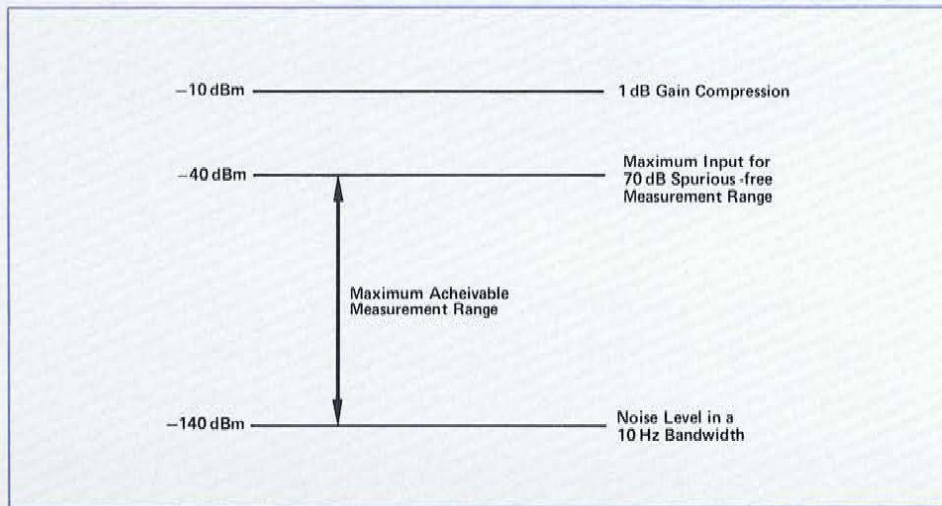 −10 dBm
1 dB Gain Compression
−40 dBm
Maximum Input for
70 dB Spurious-free
Measurement Range
Maximum Acheivable
Measurement Range
−140 dBm
Noise Level in a
10 Hz Bandwidth